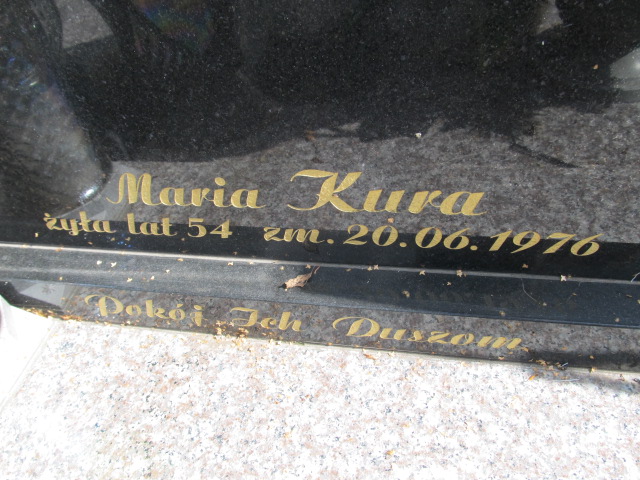 Maria Kura
żyła lat 54 zm. 20.06.1976
Pokój Ich Duszom